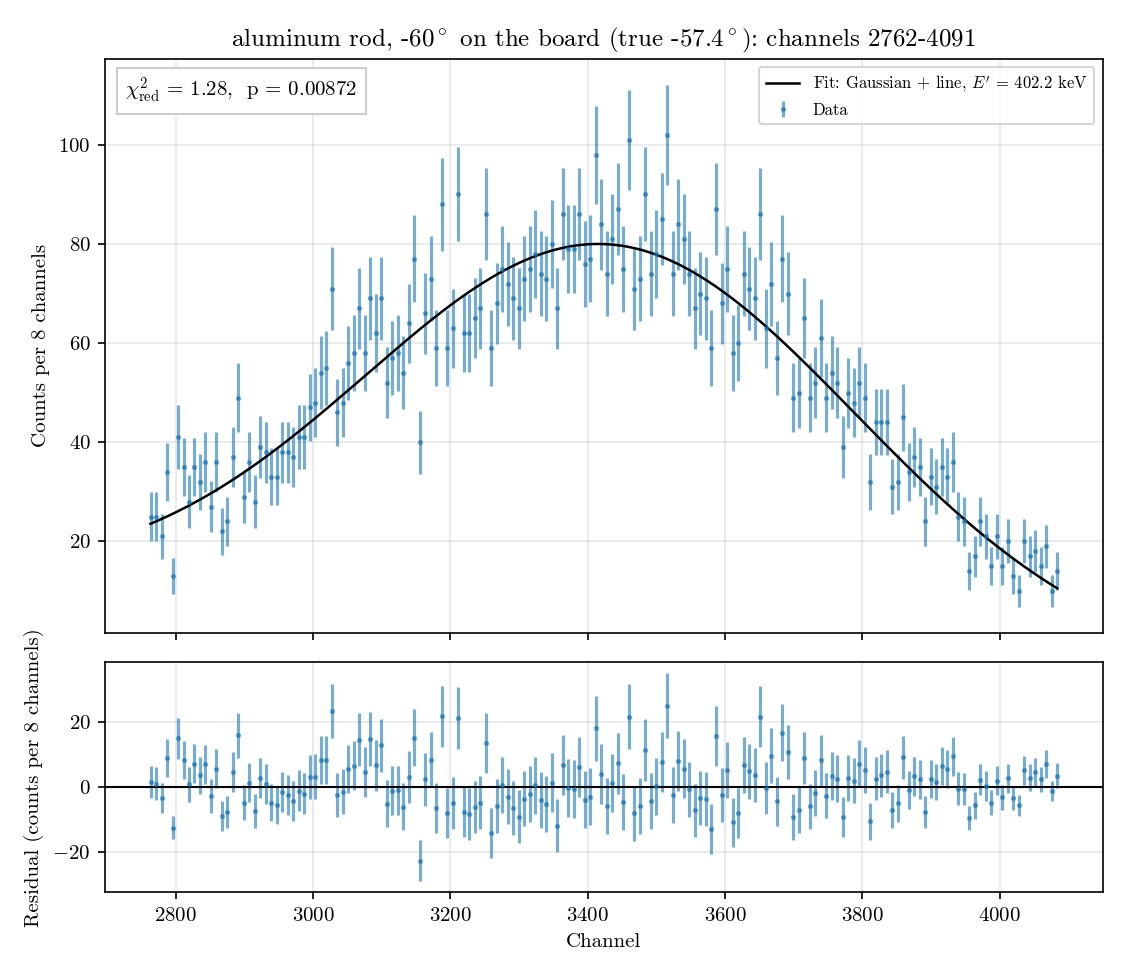 aluminum rod, -60° on the board (true -57.4°): channels 2762-4091
χ²red = 1.28, p = 0.00872
Fit: Gaussian + line, E′ = 402.2 keV
Data
Counts per 8 channels
100
80
60
40
20
Residual (counts per 8 channels)
20
0
−20
2800 3000 3200 3400 3600 3800 4000
Channel